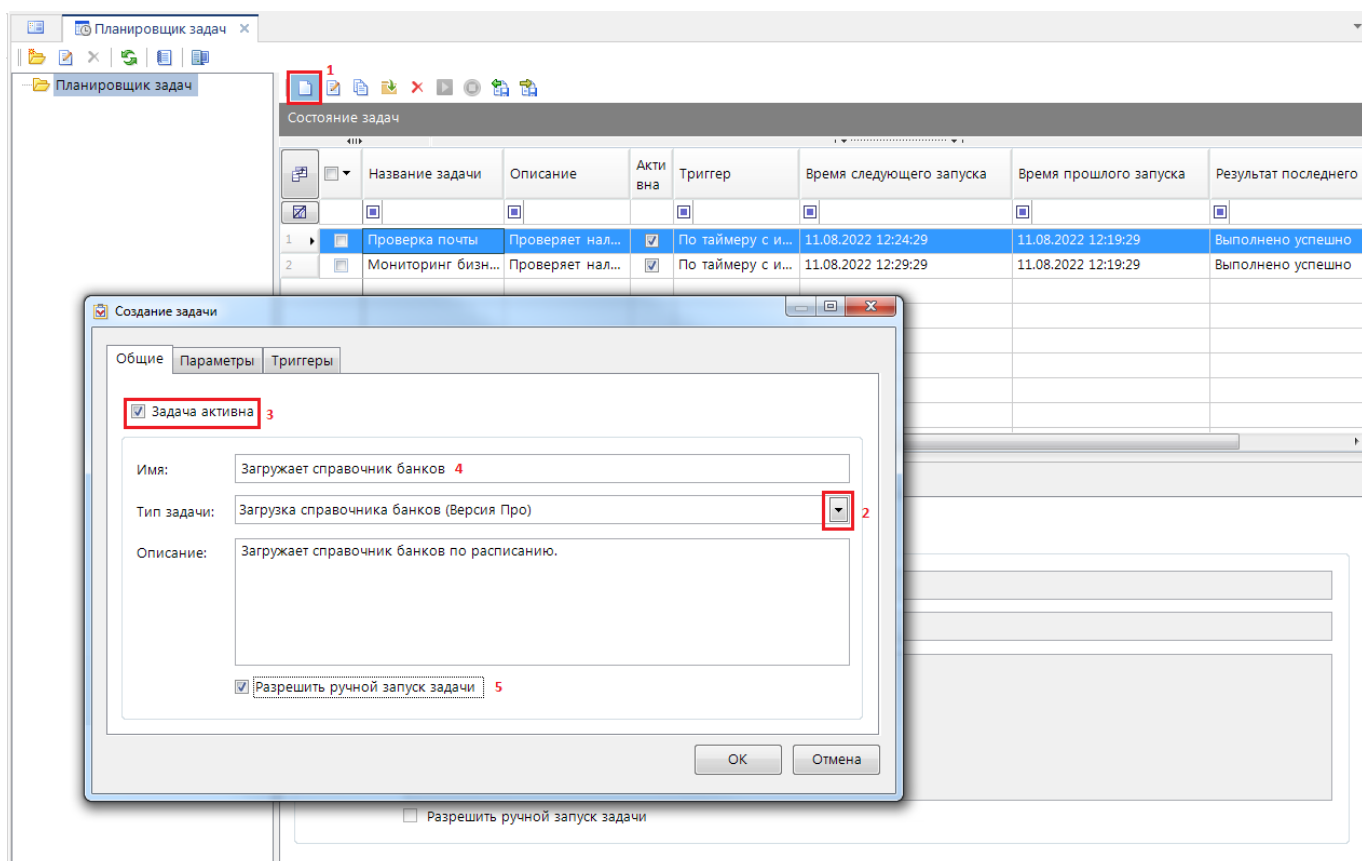 Планировщик задач
Планировщик задач
1
Состояние задач
Название задачи Описание Акти вна Триггер Время следующего запуска Время прошлого запуска Результат последнего
1 Проверка почты Проверяет нал... По таймеру с и... 11.08.2022 12:24:29 11.08.2022 12:19:29 Выполнено успешно
2 Мониторинг бизн... Проверяет нал... По таймеру с и... 11.08.2022 12:29:29 11.08.2022 12:19:29 Выполнено успешно
Создание задачи
Общие Параметры Триггеры
Задача активна 3
Имя: Загружает справочник банков 4
Тип задачи: Загрузка справочника банков (Версия Про) 2
Описание: Загружает справочник банков по расписанию.
Разрешить ручной запуск задачи 5
ОК Отмена
Разрешить ручной запуск задачи